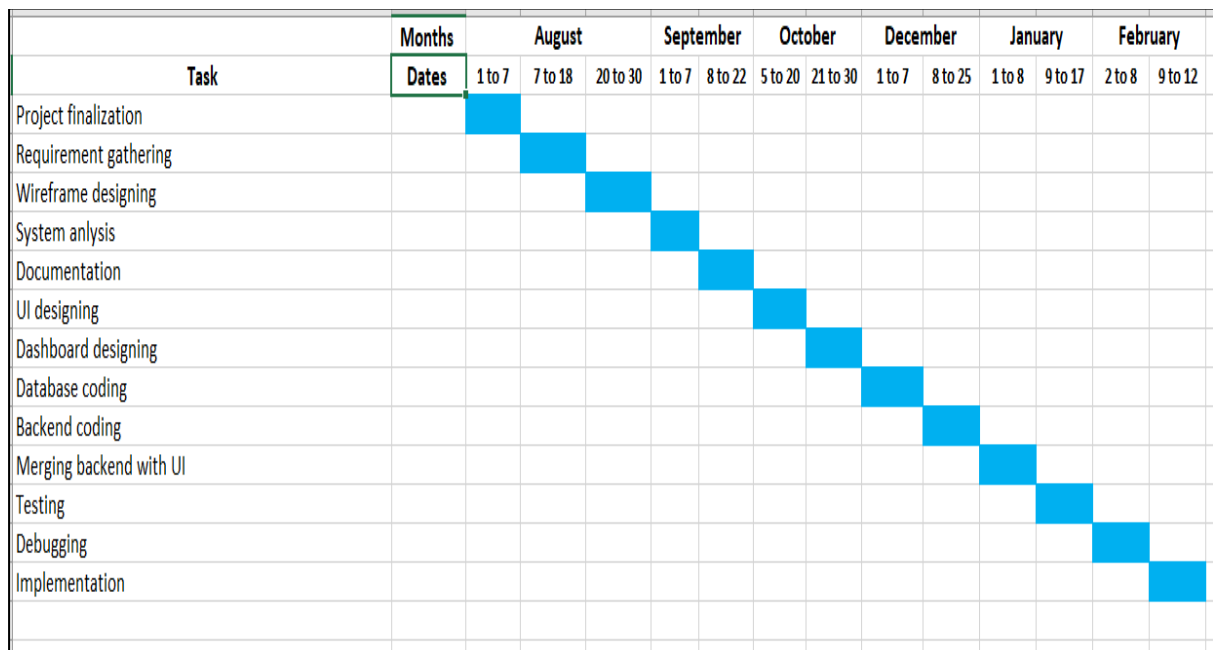 Months August September October December January February
Task Dates 1 to 7 7 to 18 20 to 30 1 to 7 8 to 22 5 to 20 21 to 30 1 to 7 8 to 25 1 to 8 9 to 17 2 to 8 9 to 12
Project finalization
Requirement gathering
Wireframe designing
System anlysis
Documentation
UI designing
Dashboard designing
Database coding
Backend coding
Merging backend with UI
Testing
Debugging
Implementation